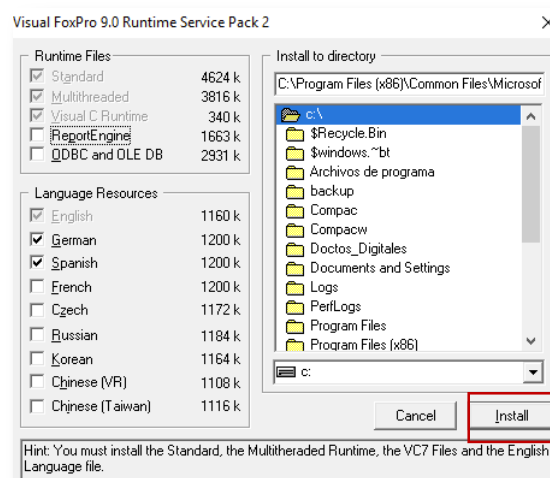 Visual FoxPro 9.0 Runtime Service Pack 2
Runtime Files
Standard 4624 k
Multithreaded 3816 k
Visual C Runtime 340 k
ReportEngine 1663 k
ODBC and OLE DB 2931 k
Language Resources
English 1160 k
German 1200 k
Spanish 1200 k
French 1200 k
Czech 1172 k
Russian 1184 k
Korean 1164 k
Chinese (VR) 1108 k
Chinese (Taiwan) 1116 k
Install to directory
C:\Program Files (x86)\Common Files\Microsof
c:\
$Recycle.Bin
$windows.~bt
Archivos de programa
backup
Compac
Compacw
Doctos_Digitales
Documents and Settings
Logs
PerfLogs
Program Files
Program Files (x86)
c:
Cancel
Install
Hint: You must install the Standard, the Multitheraded Runtime, the VC7 Files and the English
Language file.